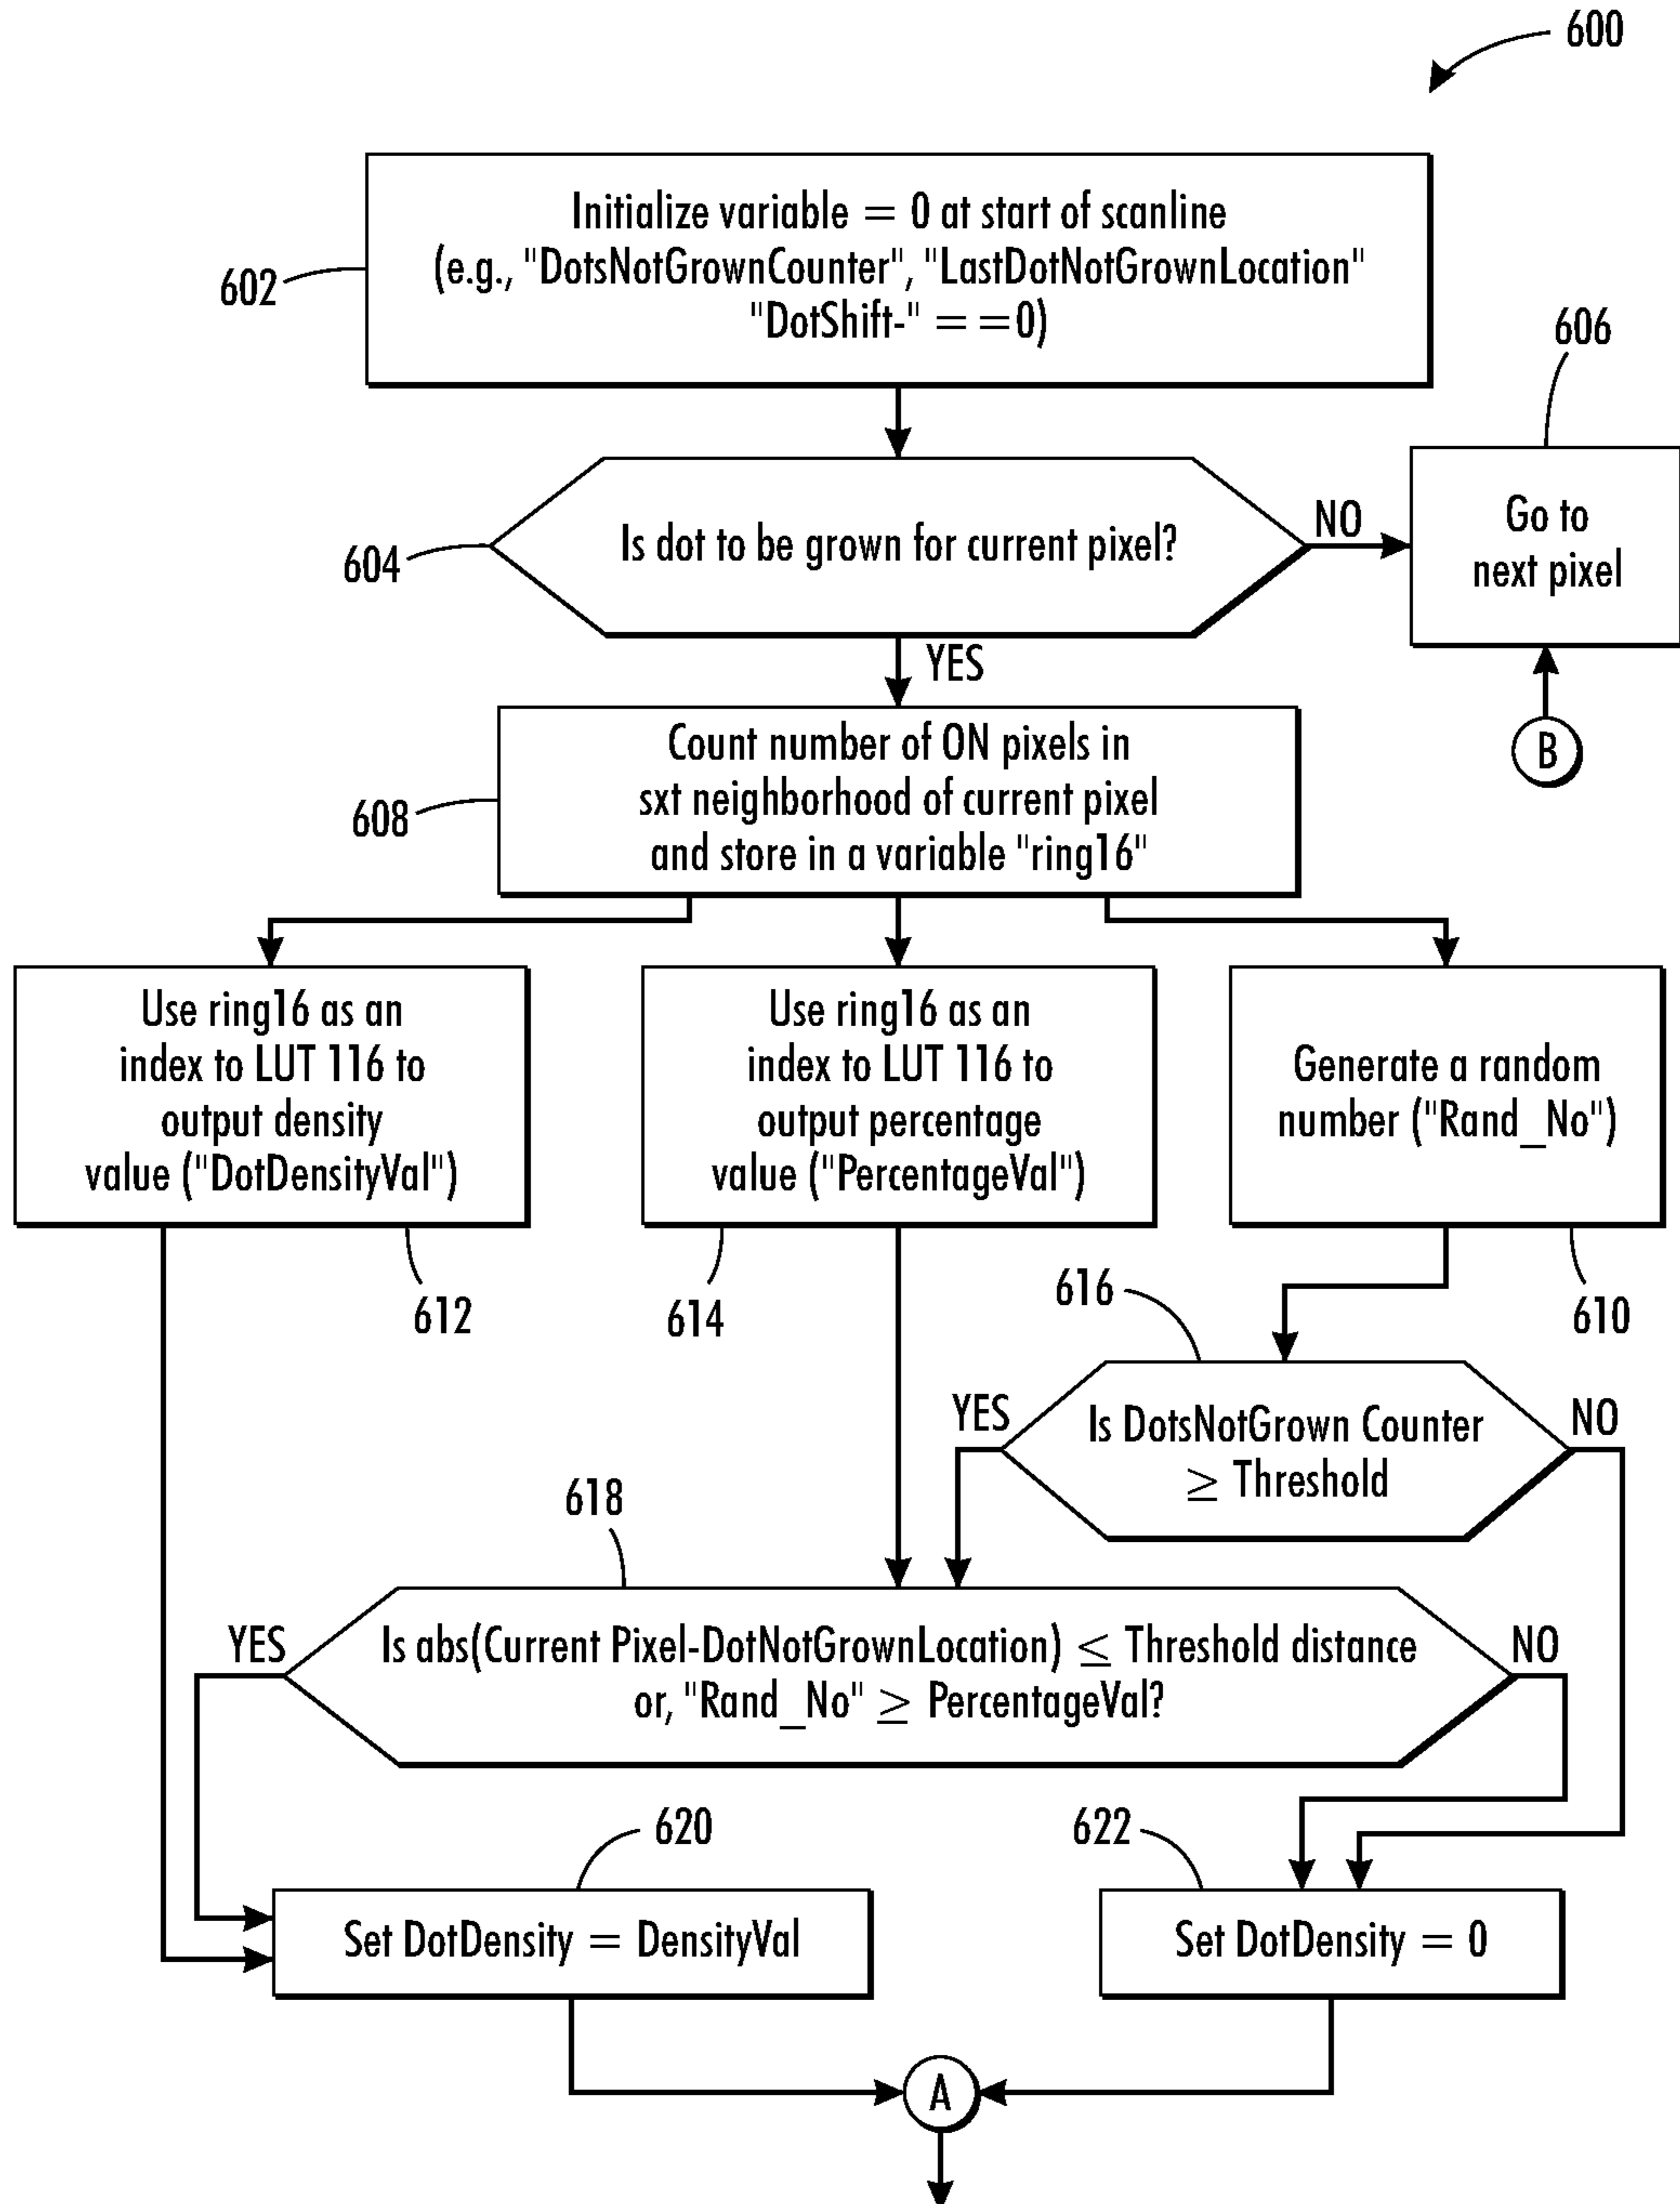 600
Initialize variable = 0 at start of scanline
(e.g., "DotsNotGrownCounter", "LastDotNotGrownLocation"
"DotShift-" = =0)
602
606
Is dot to be grown for current pixel?
604
NO
Go to
next pixel
YES
B
Count number of ON pixels in
sxt neighborhood of current pixel
and store in a variable "ring16"
608
Use ring16 as an
index to LUT 116 to
output density
value ("DotDensityVal")
612
Use ring16 as an
index to LUT 116 to
output percentage
value ("PercentageVal")
614
Generate a random
number ("Rand_No")
610
616
YES
Is DotsNotGrown Counter
≥ Threshold
NO
618
YES
Is abs(Current Pixel-DotNotGrownLocation) ≤ Threshold distance
or, "Rand_No" ≥ PercentageVal?
NO
620
Set DotDensity = DensityVal
622
Set DotDensity = 0
A